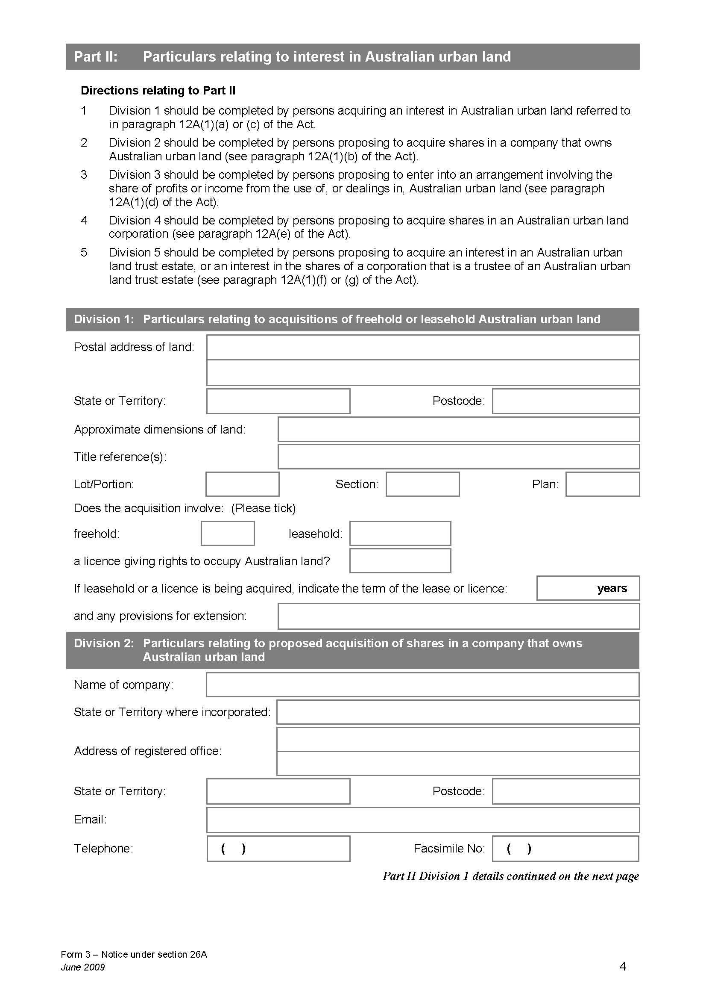 Part II: Particulars relating to interest in Australian urban land
Directions relating to Part II
1 Division 1 should be completed by persons acquiring an interest in Australian urban land referred to
in paragraph 12A(1)(a) or (c) of the Act.
2 Division 2 should be completed by persons proposing to acquire shares in a company that owns
Australian urban land (see paragraph 12A(1)(b) of the Act).
3 Division 3 should be completed by persons proposing to enter into an arrangement involving the
share of profits or income from the use of, or dealings in, Australian urban land (see paragraph
12A(1)(d) of the Act).
4 Division 4 should be completed by persons proposing to acquire shares in an Australian urban land
corporation (see paragraph 12A(e) of the Act).
5 Division 5 should be completed by persons proposing to acquire an interest in an Australian urban
land trust estate, or an interest in the shares of a corporation that is a trustee of an Australian urban
land trust estate (see paragraph 12A(1)(f) or (g) of the Act).
Division 1: Particulars relating to acquisitions of freehold or leasehold Australian urban land
Postal address of land:
State or Territory: Postcode:
Approximate dimensions of land:
Title reference(s):
Lot/Portion: Section: Plan:
Does the acquisition involve: (Please tick)
freehold: leasehold:
a licence giving rights to occupy Australian land?
If leasehold or a licence is being acquired, indicate the term of the lease or licence: years
and any provisions for extension:
Division 2: Particulars relating to proposed acquisition of shares in a company that owns
Australian urban land
Name of company:
State or Territory where incorporated:
Address of registered office:
State or Territory: Postcode:
Email:
Telephone: ( ) Facsimile No: ( )
Part II Division 1 details continued on the next page
Form 3 – Notice under section 26A
June 2009 4